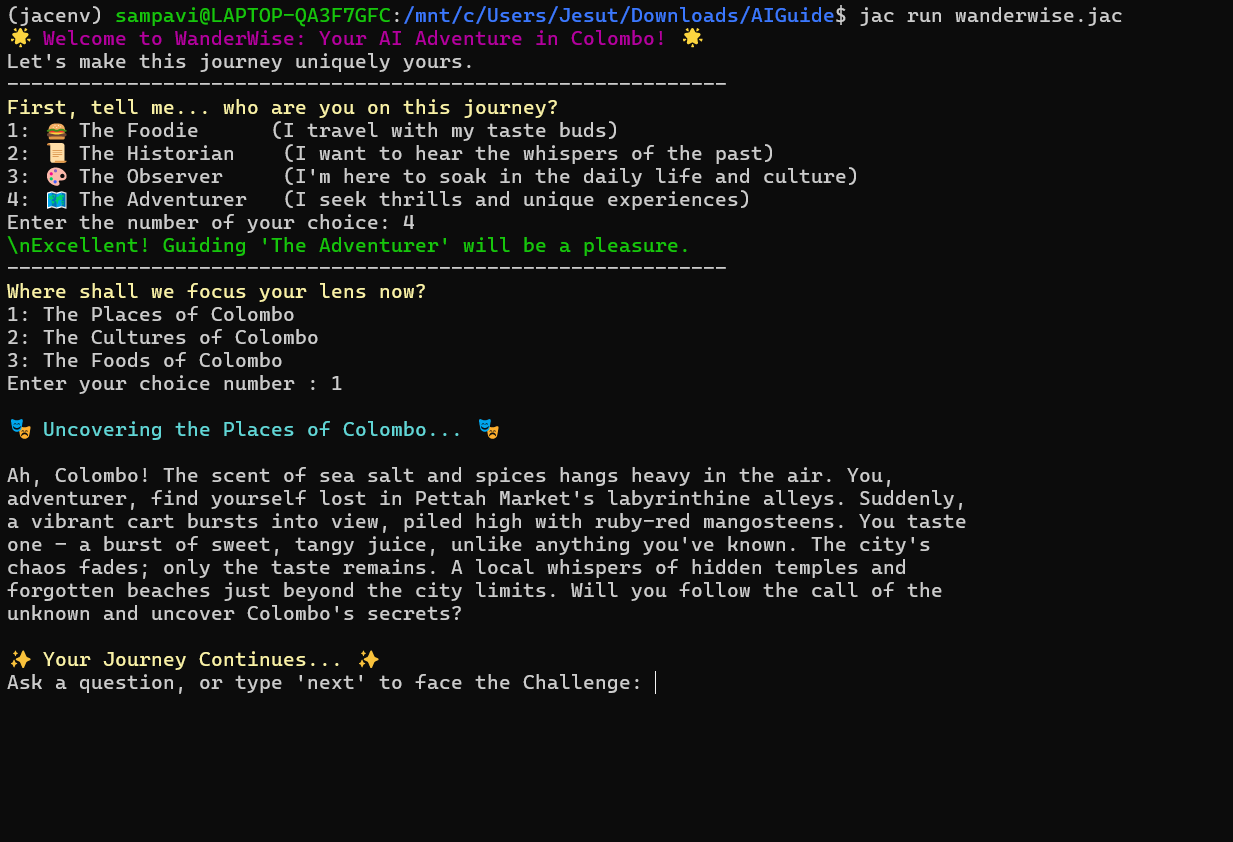 (jacenv) sampavi@LAPTOP-QA3F7GFC:/mnt/c/Users/Jesut/Downloads/AIGuide$ jac run wanderwise.jac
🌟 Welcome to WanderWise: Your AI Adventure in Colombo! 🌟
Let's make this journey uniquely yours.
------------------------------------------------------------
First, tell me... who are you on this journey?
1: 🍔 The Foodie      (I travel with my taste buds)
2: 📜 The Historian    (I want to hear the whispers of the past)
3: 🎨 The Observer     (I'm here to soak in the daily life and culture)
4: 🗺️ The Adventurer   (I seek thrills and unique experiences)
Enter the number of your choice: 4
\nExcellent! Guiding 'The Adventurer' will be a pleasure.
------------------------------------------------------------
Where shall we focus your lens now?
1: The Places of Colombo
2: The Cultures of Colombo
3: The Foods of Colombo
Enter your choice number : 1
🎭 Uncovering the Places of Colombo... 🎭
Ah, Colombo! The scent of sea salt and spices hangs heavy in the air. You,
adventurer, find yourself lost in Pettah Market's labyrinthine alleys. Suddenly,
a vibrant cart bursts into view, piled high with ruby-red mangosteens. You taste
one – a burst of sweet, tangy juice, unlike anything you've known. The city's
chaos fades; only the taste remains. A local whispers of hidden temples and
forgotten beaches just beyond the city limits. Will you follow the call of the
unknown and uncover Colombo's secrets?
✨ Your Journey Continues... ✨
Ask a question, or type 'next' to face the Challenge: